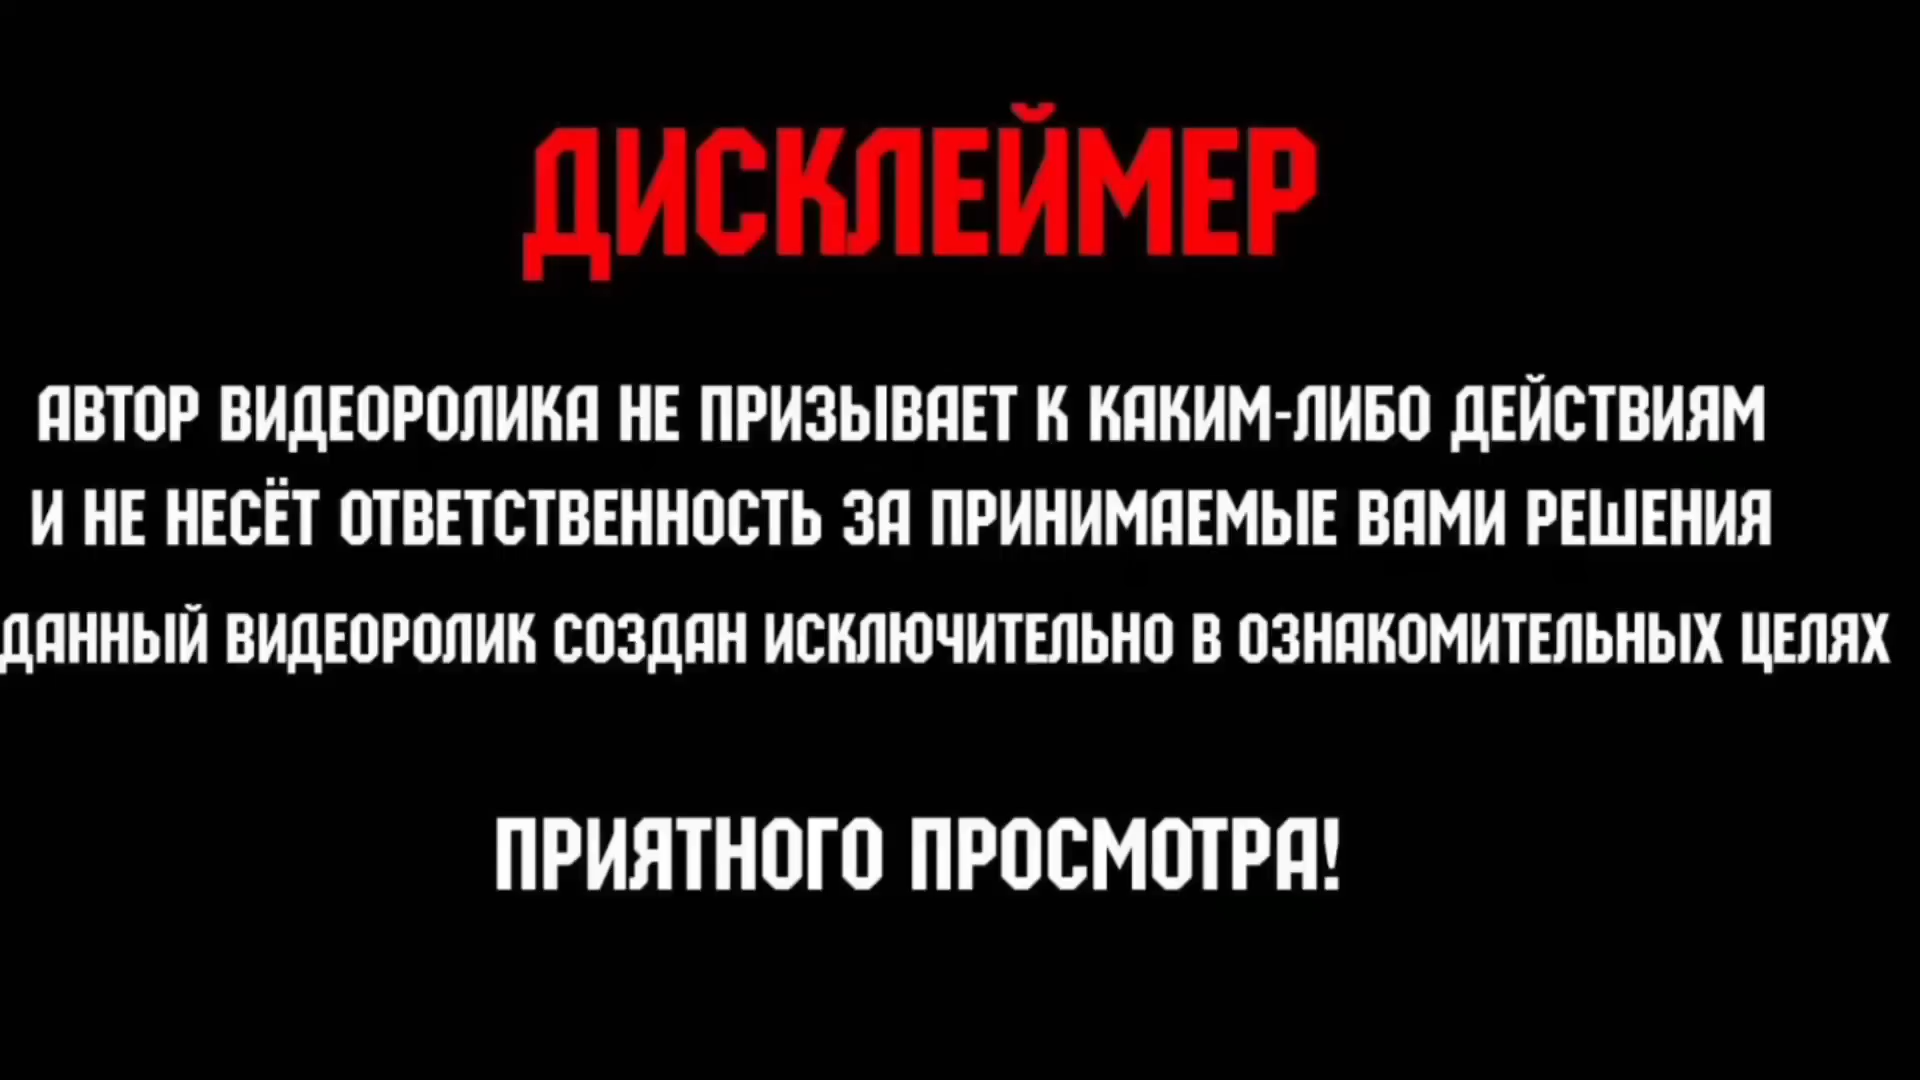 ДИСКЛЕЙМЕР
АВТОР ВИДЕОРОЛИКА НЕ ПРИЗЫВАЕТ К КАКИМ-ЛИБО ДЕЙСТВИЯМ
И НЕ НЕСЁТ ОТВЕТСТВЕННОСТЬ ЗА ПРИНИМАЕМЫЕ ВАМИ РЕШЕНИЯ
ДАННЫЙ ВИДЕОРОЛИК СОЗДАН ИСКЛЮЧИТЕЛЬНО В ОЗНАКОМИТЕЛЬНЫХ ЦЕЛЯХ
ПРИЯТНОГО ПРОСМОТРА!